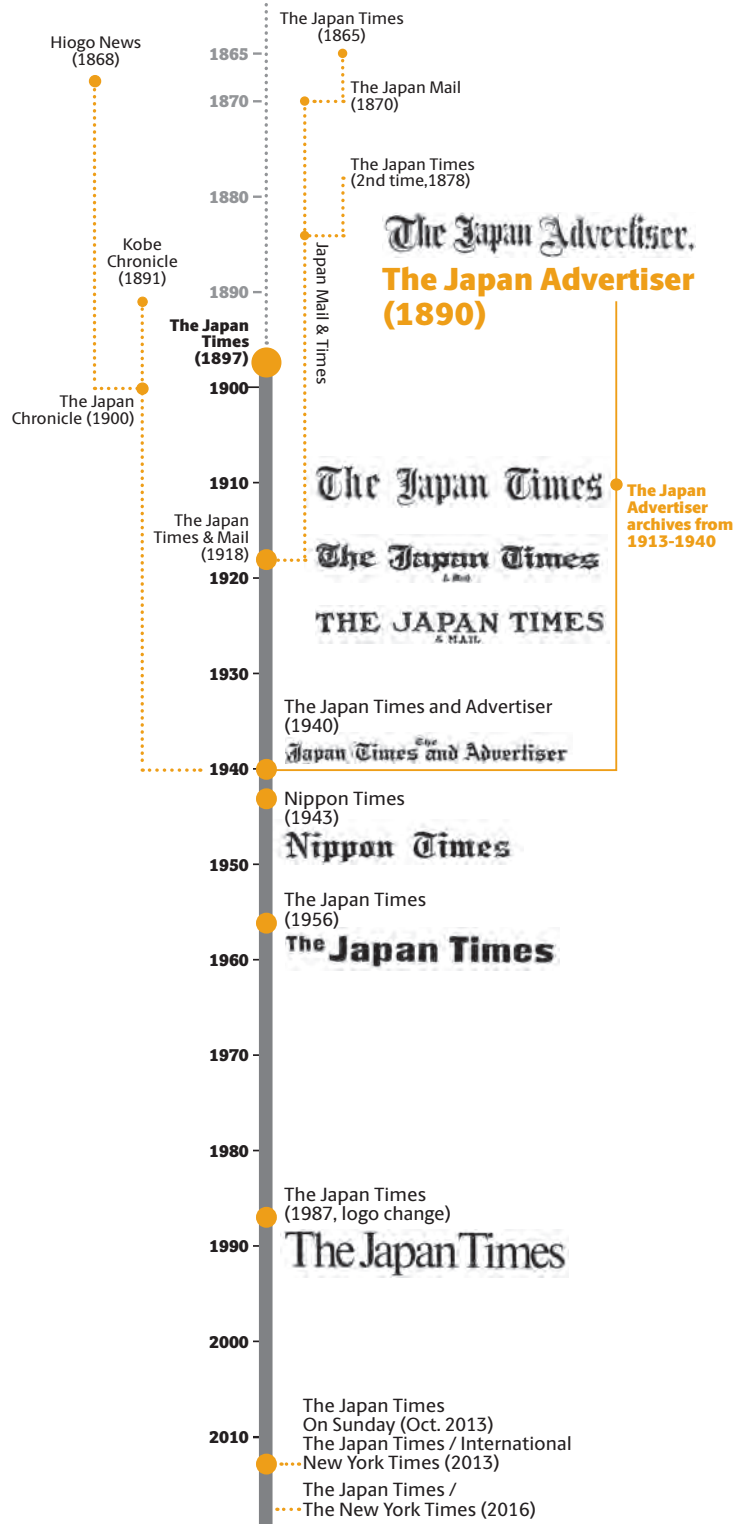 The Japan Times
(1865)
Hiogo News
(1868)
1865
The Japan Mail
(1870)
1870
The Japan Times
(2nd time,1878)
1880
The Japan Advertiser.
Kobe
Chronicle
(1891)
Japan Mail & Times
The Japan Advertiser
(1890)
1890
The Japan
Times
(1897)
1900
The Japan
Chronicle (1900)
The Japan Times
1910
The Japan
Advertiser
archives from
1913-1940
The Japan
Times & Mail
(1918)
The Japan Times
& Mail
1920
THE JAPAN TIMES
& MAIL
1930
The Japan Times and Advertiser
(1940)
The
Japan Times and Advertiser
1940
Nippon Times
(1943)
Nippon Times
1950
The Japan Times
(1956)
The Japan Times
1960
1970
1980
The Japan Times
(1987, logo change)
1990
The Japan Times
2000
The Japan Times
On Sunday (Oct. 2013)
2010
The Japan Times / International
New York Times (2013)
The Japan Times /
The New York Times (2016)